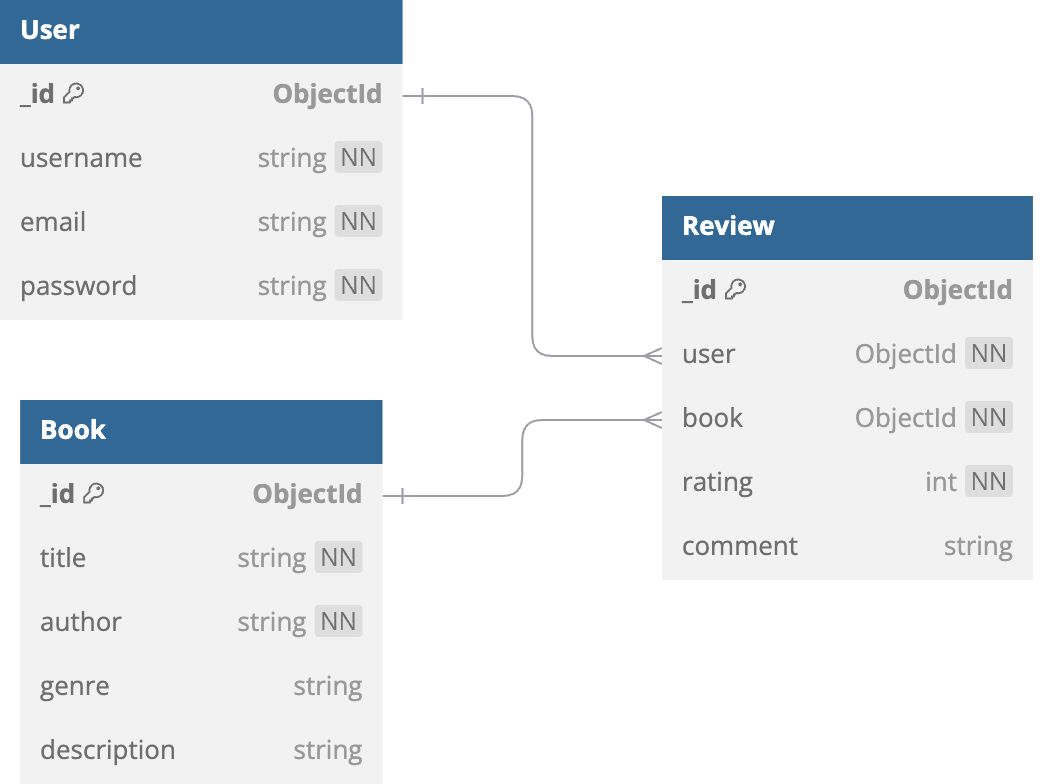 User
_id ObjectId
username string NN
email string NN
password string NN
Book
_id ObjectId
title string NN
author string NN
genre string
description string
Review
_id ObjectId
user ObjectId NN
book ObjectId NN
rating int NN
comment string